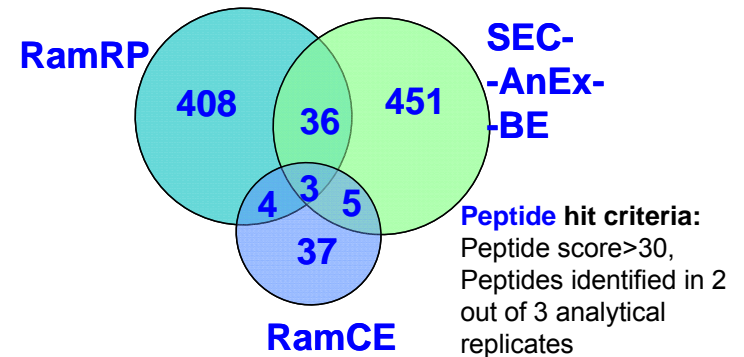 RamRP
SEC-
-AnEx-
-BE
408
36
451
4
3
5
37
RamCE
Peptide hit criteria:
Peptide score>30,
Peptides identified in 2
out of 3 analytical
replicates